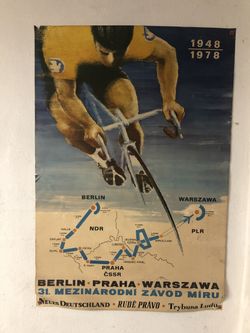 1948
1978
BERLIN
WARSZAWA
NDR
PLR
PRAHA
ČSSR
BERLIN-PRAHA-WARSZAWA
31. MEZINÁRODNÍ ZÁVOD MÍRU
NEUES DEUTSCHLAND • RUDÉ PRÁVO • Trybuna Ludu